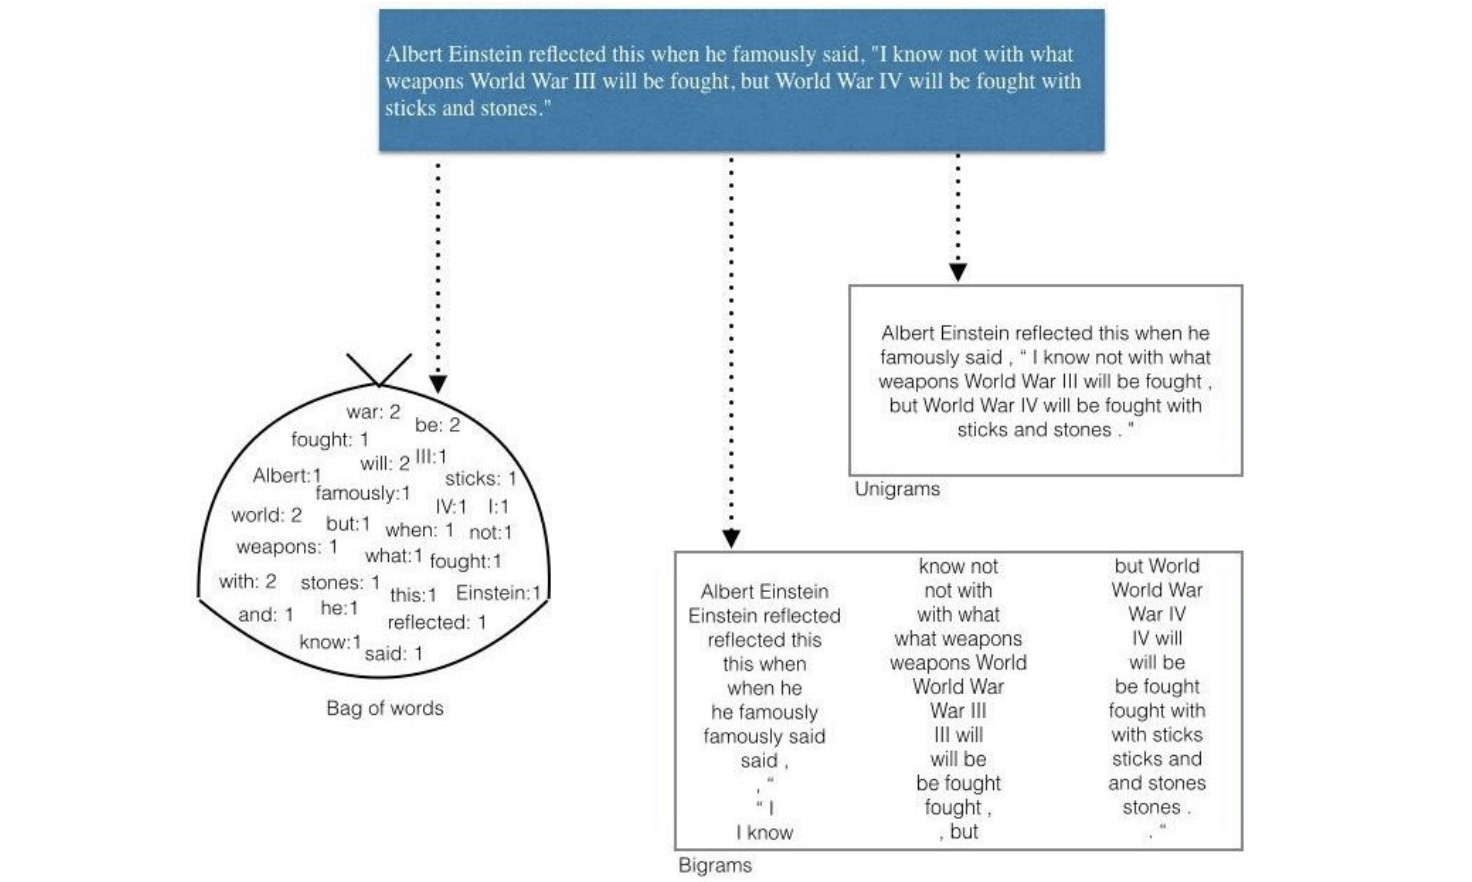 Albert Einstein reflected this when he famously said, "I know not with what
weapons World War III will be fought, but World War IV will be fought with
sticks and stones."
Albert Einstein reflected this when he
famously said , “ I know not with what
weapons World War III will be fought ,
but World War IV will be fought with
sticks and stones . ”
Unigrams
war: 2
be: 2
fought: 1
will: 2
III:1
Albert:1
sticks: 1
famously:1
IV:1
I:1
world: 2
but:1
when: 1
not:1
weapons: 1
what:1
fought:1
with: 2
stones: 1
this:1
Einstein:1
and: 1
he:1
reflected: 1
know:1
said: 1
Bag of words
Albert Einstein
Einstein reflected
reflected this
this when
when he
he famously
famously said
said ,
, “
“ I
I know
know not
not with
with what
what weapons
weapons World
World War
War III
III will
will be
be fought
fought ,
, but
but World
World War
War IV
IV will
will be
be fought
fought with
with sticks
sticks and
and stones
stones .
. “
Bigrams